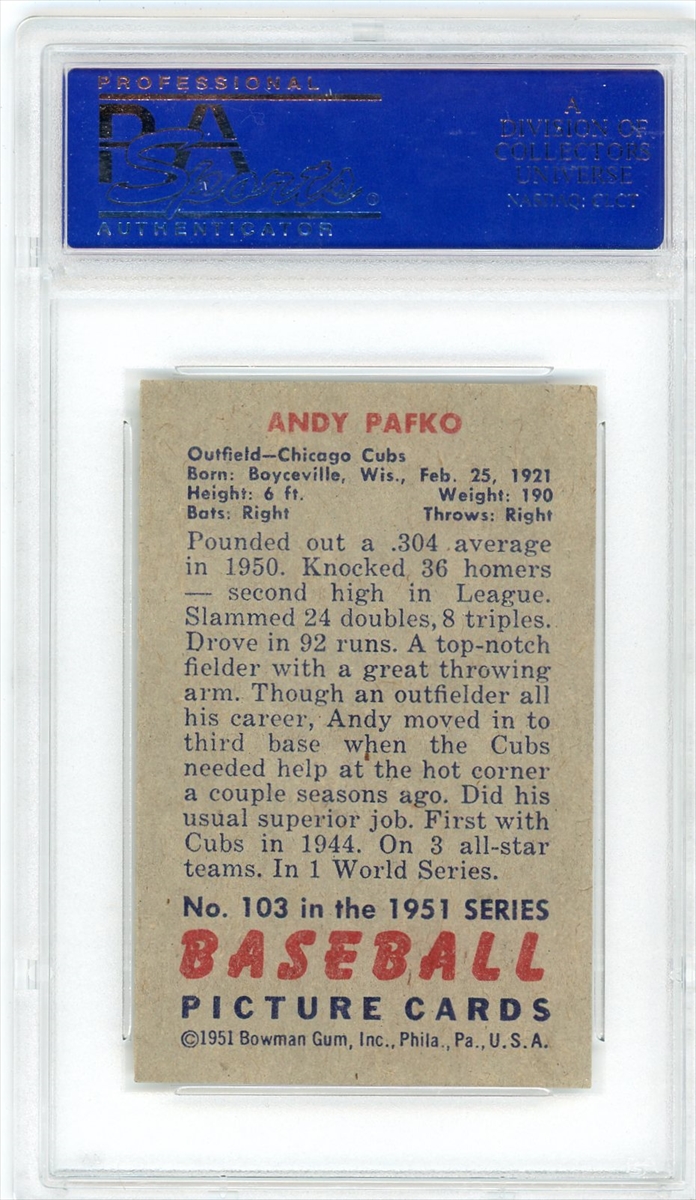 PROFESSIONAL
PSA
Sports®
AUTHENTICATOR
A
DIVISION OF
COLLECTORS
UNIVERSE
NASDAQ: CLCT
ANDY PAFKO
Outfield—Chicago Cubs
Born: Boyceville, Wis., Feb. 25, 1921
Height: 6 ft. Weight: 190
Bats: Right Throws: Right
Pounded out a .304 average
in 1950. Knocked 36 homers
— second high in League.
Slammed 24 doubles, 8 triples.
Drove in 92 runs. A top-notch
fielder with a great throwing
arm. Though an outfielder all
his career, Andy moved in to
third base when the Cubs
needed help at the hot corner
a couple seasons ago. Did his
usual superior job. First with
Cubs in 1944. On 3 all-star
teams. In 1 World Series.
No. 103 in the 1951 SERIES
BASEBALL
PICTURE CARDS
©1951 Bowman Gum, Inc., Phila., Pa., U.S.A.